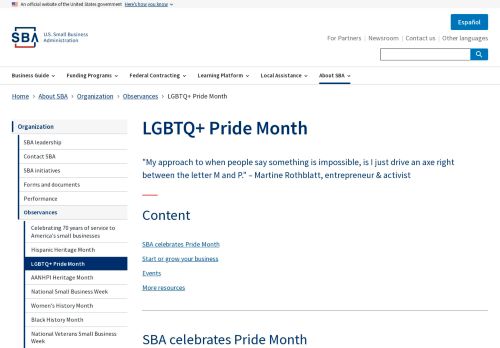 An official website of the United States government Here's how you know
Español
SBA U.S. Small Business
Administration
For Partners Newsroom Contact us Other languages
Business Guide Funding Programs Federal Contracting Learning Platform Local Assistance About SBA
Home About SBA Organization Observances LGBTQ+ Pride Month
Organization
SBA leadership
Contact SBA
SBA initiatives
Forms and documents
Performance
Observances
Celebrating 70 years of service to
America's small businesses
Hispanic Heritage Month
LGBTQ+ Pride Month
AANHPI Heritage Month
National Small Business Week
Women's History Month
Black History Month
National Veterans Small Business
Week
LGBTQ+ Pride Month
"My approach to when people say something is impossible, is I just drive an axe right
between the letter M and P." – Martine Rothblatt, entrepreneur & activist
Content
SBA celebrates Pride Month
Start or grow your business
Events
More resources
SBA celebrates Pride Month